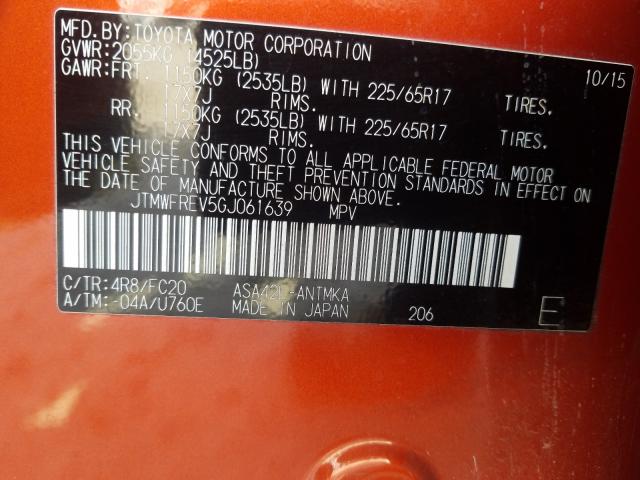 MFD.BY:TOYOTA MOTOR CORPORATION 10/15
GVWR:2055KG (4525LB)
GAWR:FRT. 1150KG (2535LB) WITH 225/65R17 TIRES.
17X7J RIMS.
RR. 1150KG (2535LB) WITH 225/65R17 TIRES.
17X7J RIMS.
THIS VEHICLE CONFORMS TO ALL APPLICABLE FEDERAL MOTOR
VEHICLE SAFETY AND THEFT PREVENTION STANDARDS IN EFFECT ON
THE DATE OF MANUFACTURE SHOWN ABOVE.
JTMWFREV5GJ061639 MPV
C/TR:4R8/FC20 ASA42L-ANTMKA
A/TM:-04A/U760E MADE IN JAPAN 206 E